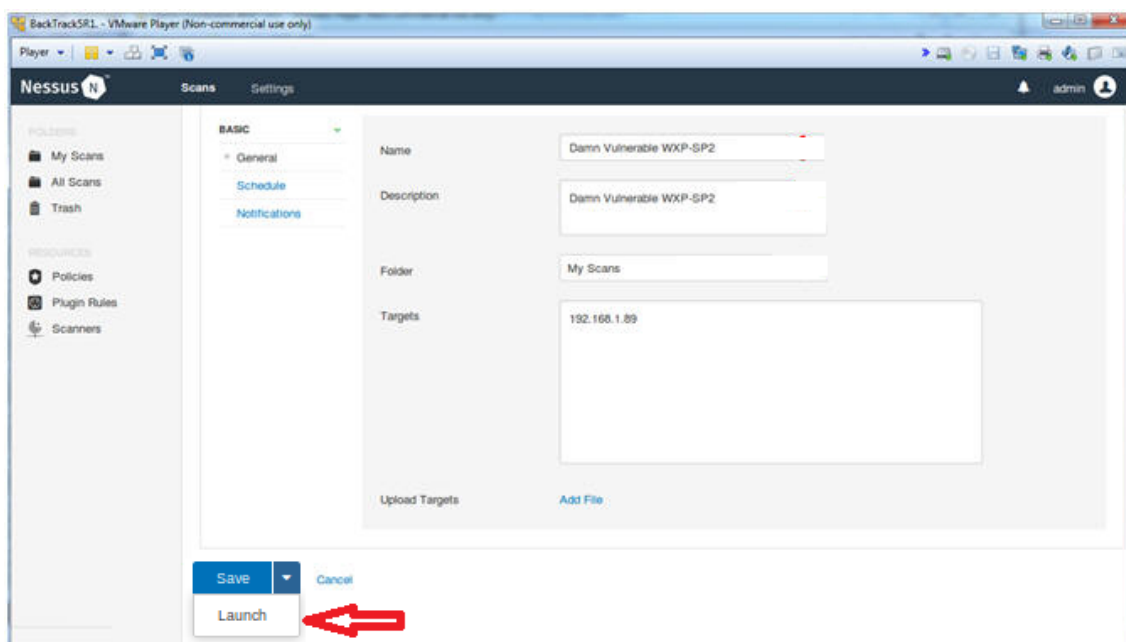 BackTrack5R1. - VMware Player (Non-commercial use only)
Player
Nessus N
Scans
Settings
admin
FOLDERS
My Scans
All Scans
Trash
RESOURCES
Policies
Plugin Rules
Scanners
BASIC
General
Schedule
Notifications
Name
Damn Vulnerable WXP-SP2
Description
Damn Vulnerable WXP-SP2
Folder
My Scans
Targets
192.168.1.89
Upload Targets
Add File
Save
Cancel
Launch